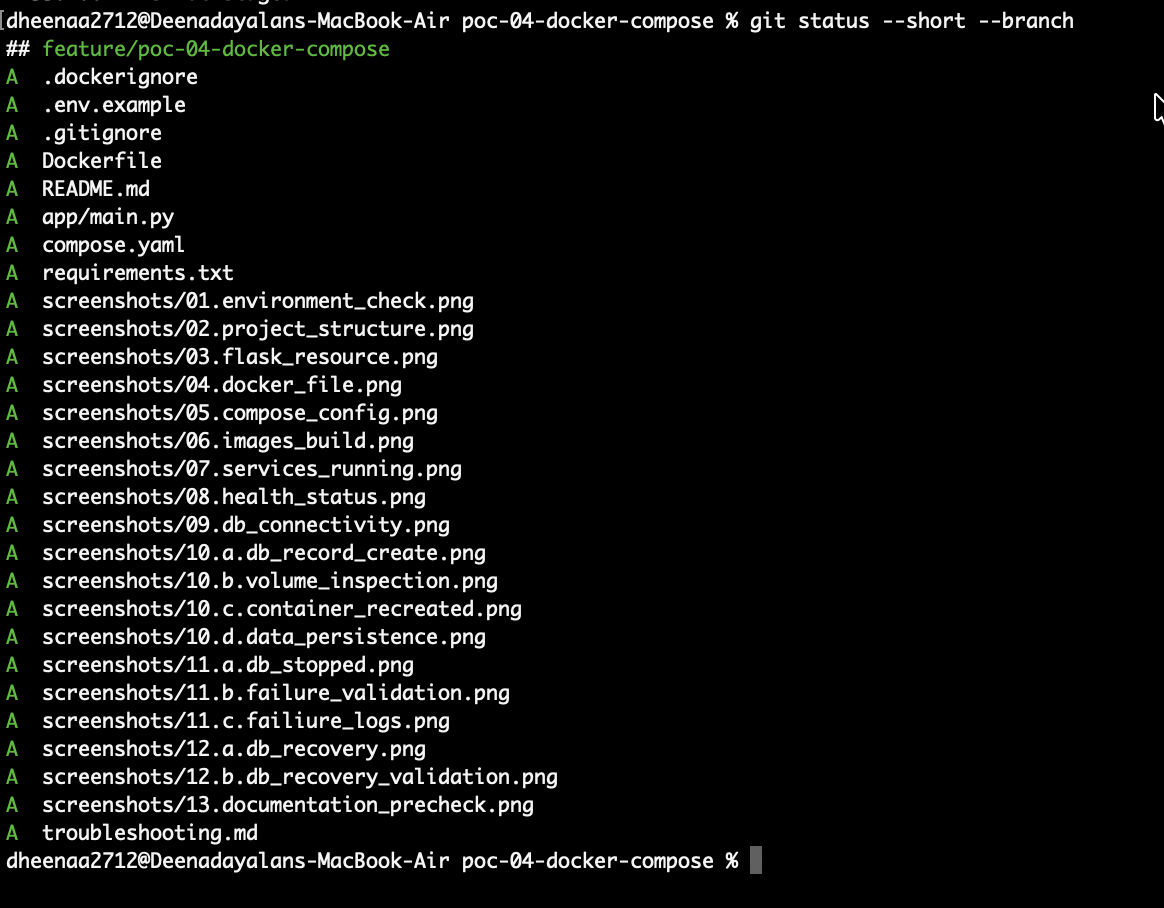 dheenaa2712@Deenadayalans-MacBook-Air poc-04-docker-compose % git status --short --branch
## feature/poc-04-docker-compose
A  .dockerignore
A  .env.example
A  .gitignore
A  Dockerfile
A  README.md
A  app/main.py
A  compose.yaml
A  requirements.txt
A  screenshots/01.environment_check.png
A  screenshots/02.project_structure.png
A  screenshots/03.flask_resource.png
A  screenshots/04.docker_file.png
A  screenshots/05.compose_config.png
A  screenshots/06.images_build.png
A  screenshots/07.services_running.png
A  screenshots/08.health_status.png
A  screenshots/09.db_connectivity.png
A  screenshots/10.a.db_record_create.png
A  screenshots/10.b.volume_inspection.png
A  screenshots/10.c.container_recreated.png
A  screenshots/10.d.data_persistence.png
A  screenshots/11.a.db_stopped.png
A  screenshots/11.b.failure_validation.png
A  screenshots/11.c.failiure_logs.png
A  screenshots/12.a.db_recovery.png
A  screenshots/12.b.db_recovery_validation.png
A  screenshots/13.documentation_precheck.png
A  troubleshooting.md
dheenaa2712@Deenadayalans-MacBook-Air poc-04-docker-compose %